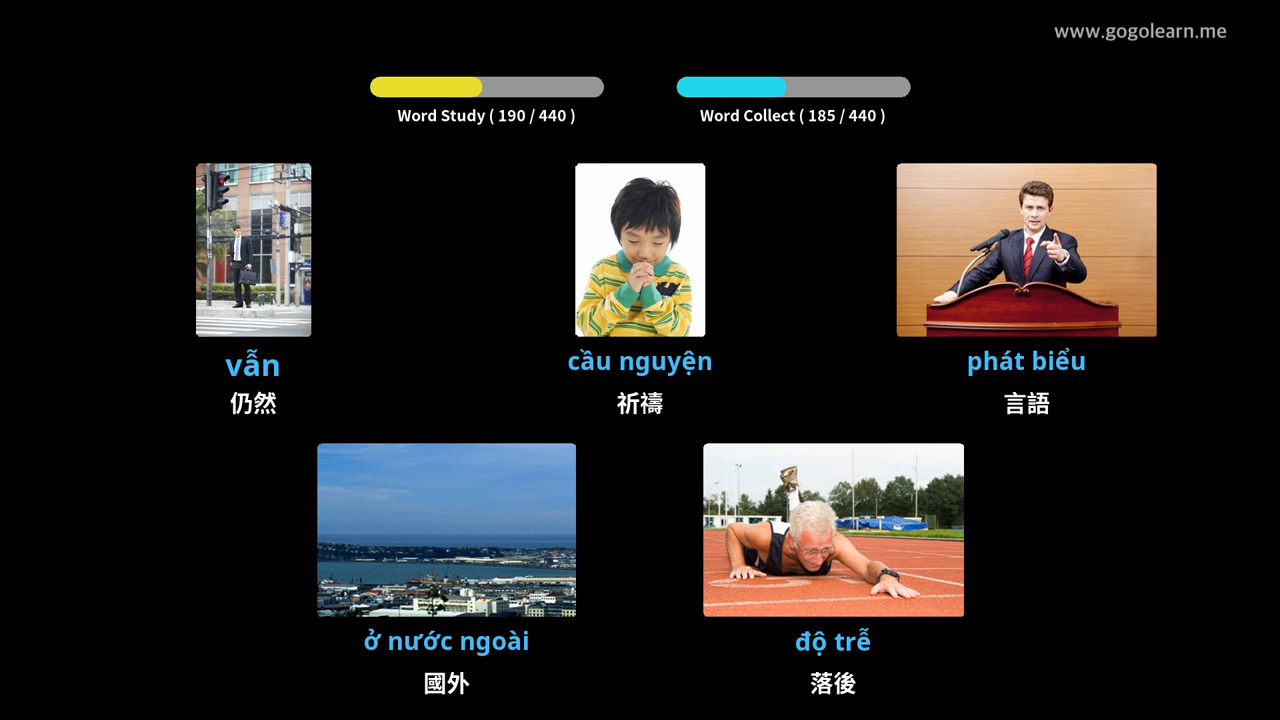 www.gogolearn.me
Word Study ( 190 / 440 )
Word Collect ( 185 / 440 )
vẫn
仍然
cầu nguyện
祈禱
phát biểu
言語
ở nước ngoài
國外
độ trễ
落後